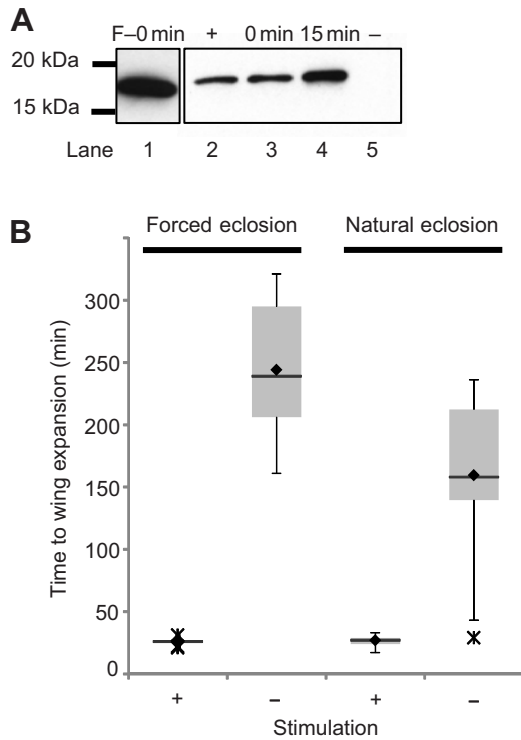 A
F–0 min + 0 min 15 min –
20 kDa
15 kDa
Lane 1 2 3 4 5
B
Forced eclosion Natural eclosion
Time to wing expansion (min)
300
250
200
150
100
50
0
+ – + –
Stimulation